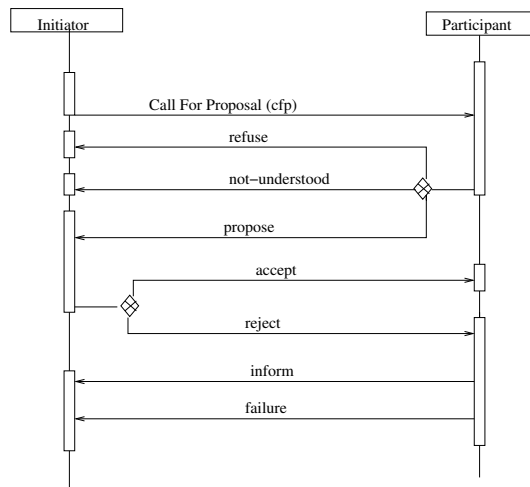 Initiator
Participant
Call For Proposal (cfp)
refuse
not−understood
propose
accept
reject
inform
failure